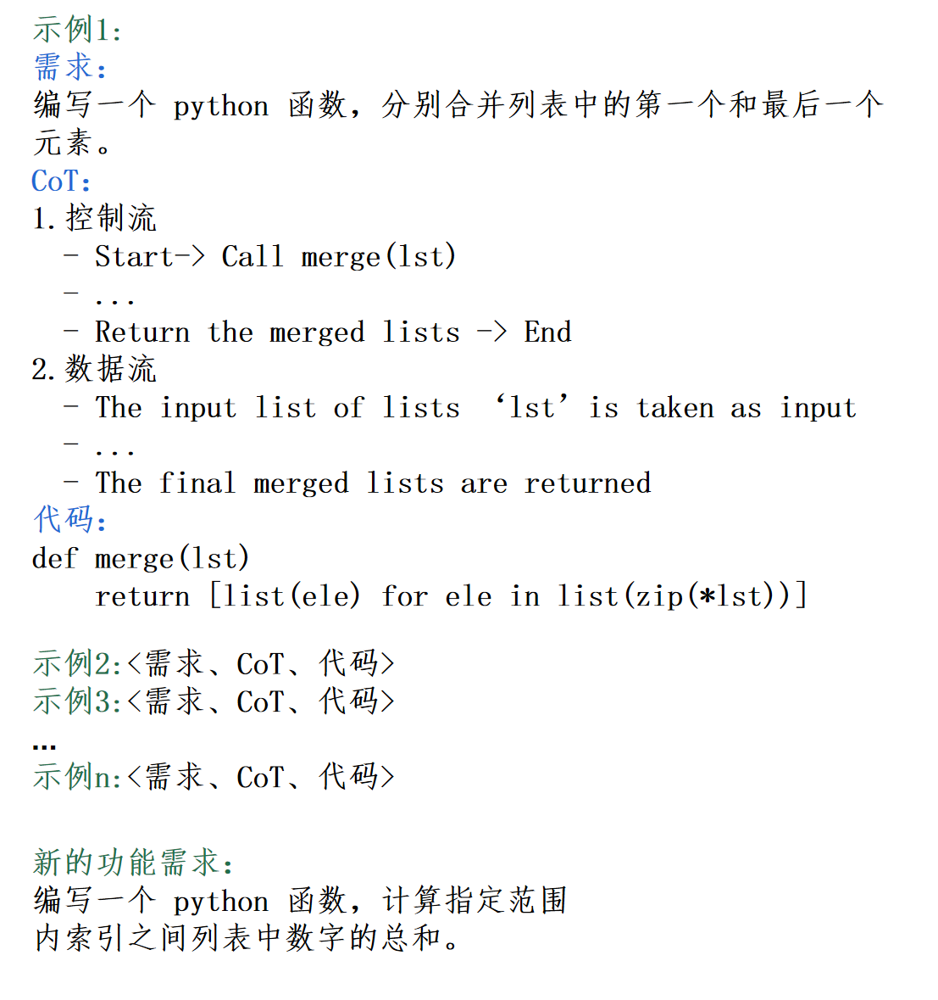 示例1:
需求：
编写一个 python 函数，分别合并列表中的第一个和最后一个
元素。
CoT：
1.控制流
- Start-> Call merge(lst)
- ...
- Return the merged lists -> End
2.数据流
- The input list of lists ‘lst’is taken as input
- ...
- The final merged lists are returned
代码：
def merge(lst)
return [list(ele) for ele in list(zip(*lst))]
示例2:<需求、CoT、代码>
示例3:<需求、CoT、代码>
...
示例n:<需求、CoT、代码>
新的功能需求：
编写一个 python 函数，计算指定范围
内索引之间列表中数字的总和。